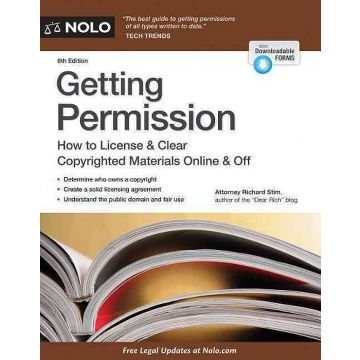 NOLO
"The best guide to getting permissions
of all types written to date."
TECH TRENDS
WITH
Downloadable
FORMS
6th Edition
Getting
Permission
How to License & Clear
Copyrighted Materials Online & Off
• Determine who owns a copyright
• Create a solid licensing agreement
• Understand the public domain and fair use
Attorney Richard Stim,
author of the "Dear Rich" blog
Free Legal Updates at Nolo.com